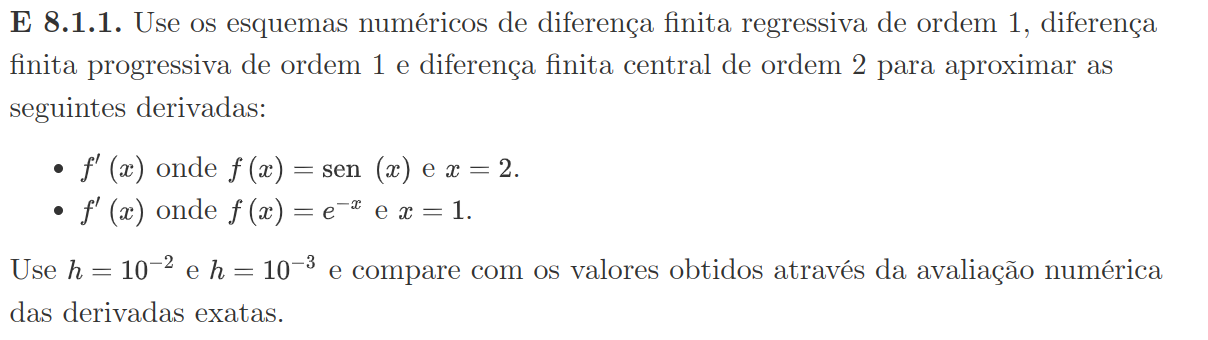 E 8.1.1. Use os esquemas numéricos de diferença finita regressiva de ordem 1, diferença
finita progressiva de ordem 1 e diferença finita central de ordem 2 para aproximar as
seguintes derivadas:
• f′ (x) onde f (x) = sen (x) e x = 2.
• f′ (x) onde f (x) = e⁻ˣ e x = 1.
Use h = 10⁻² e h = 10⁻³ e compare com os valores obtidos através da avaliação numérica
das derivadas exatas.